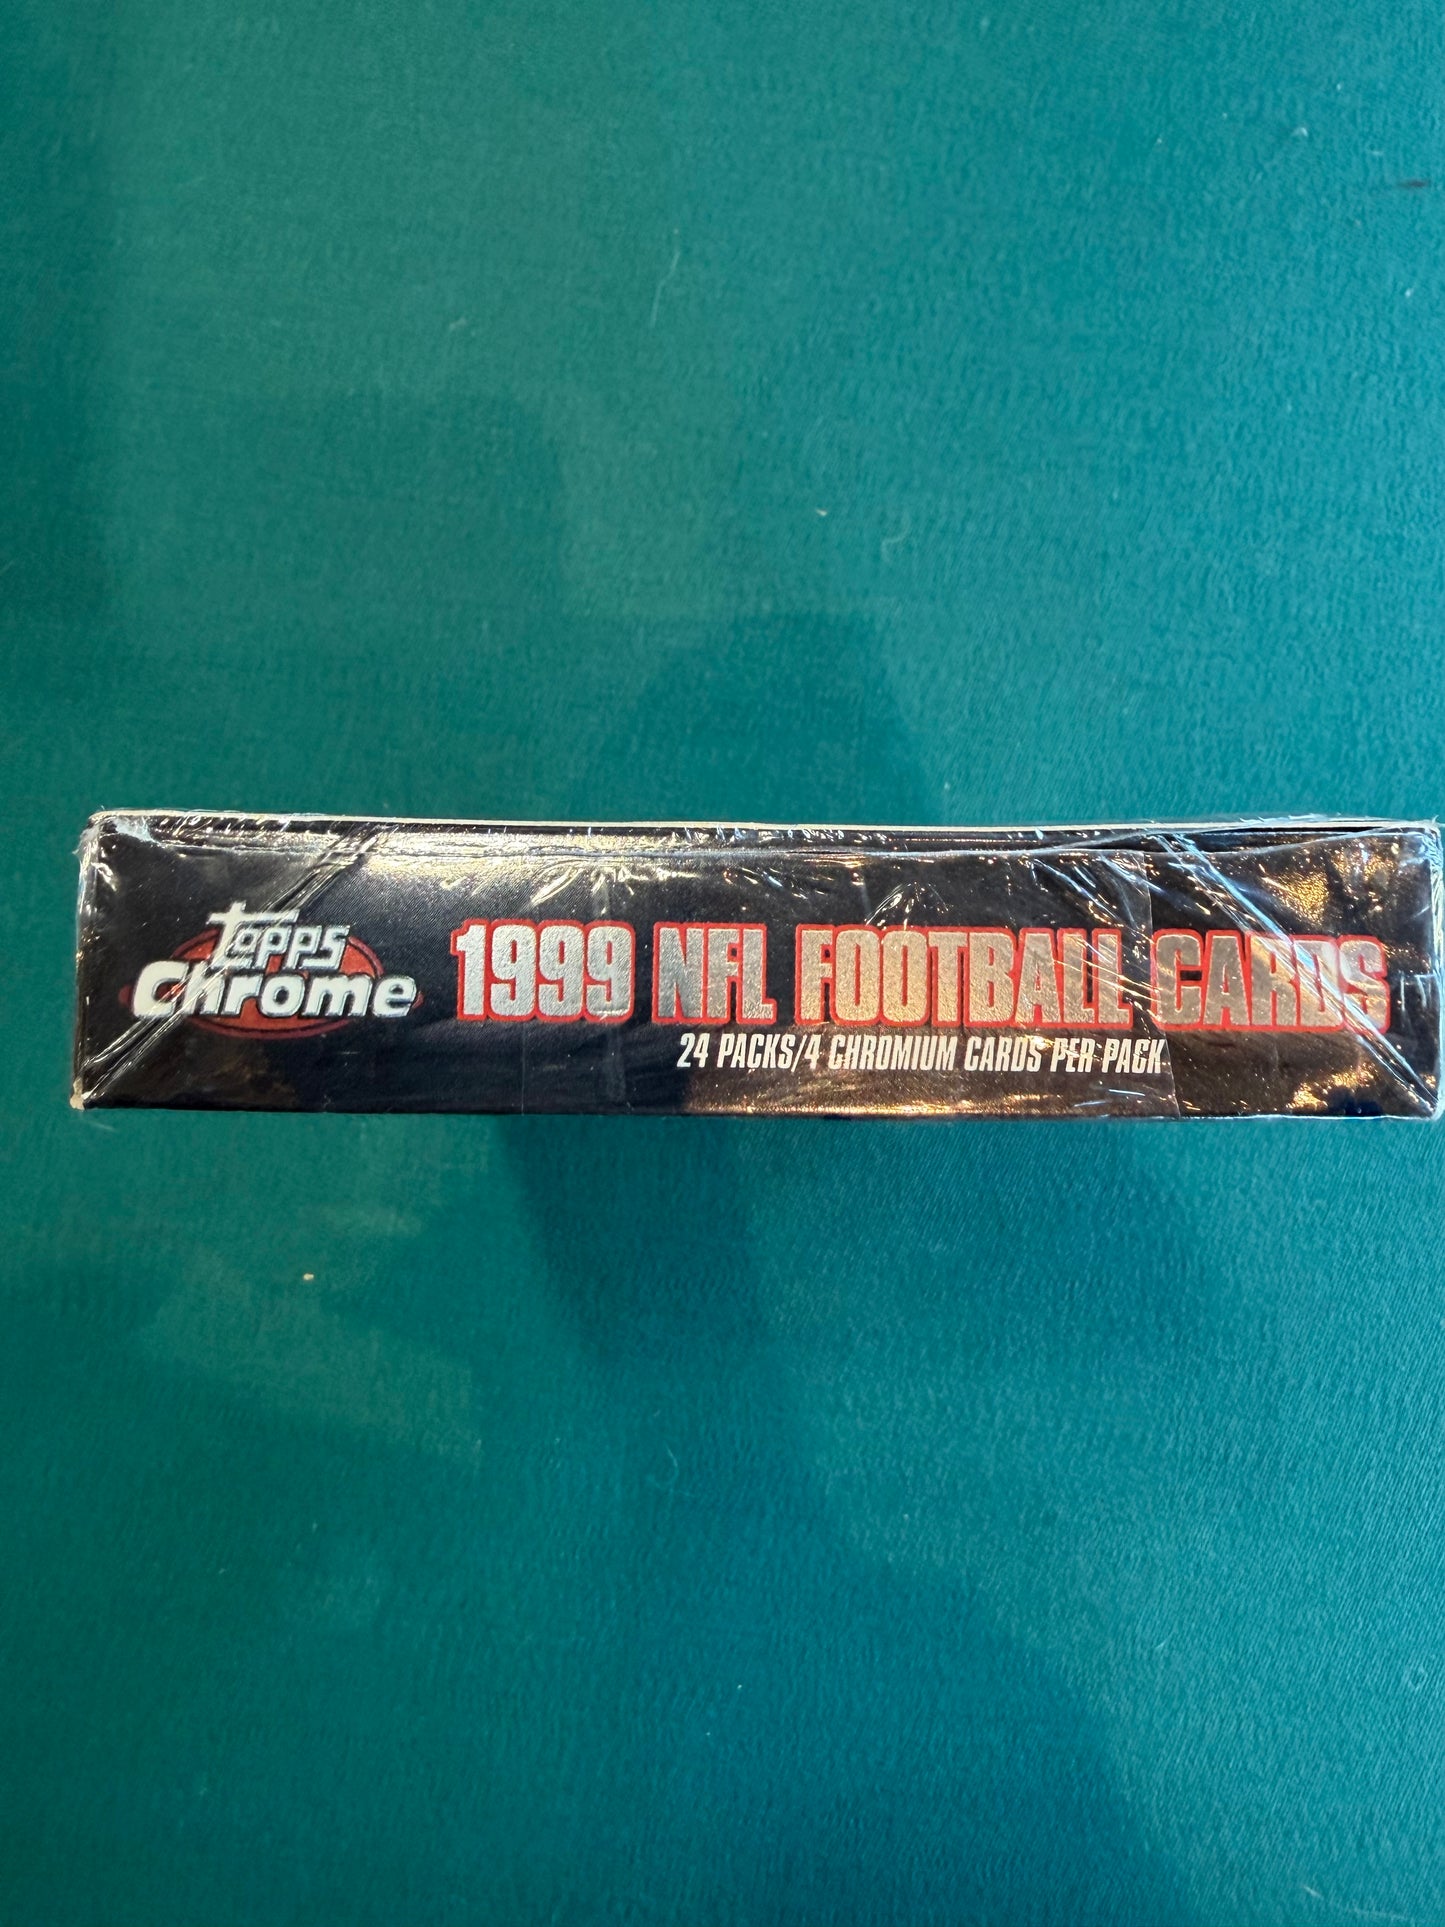 Topps
Chrome
1999 NFL FOOTBALL CARDS
24 PACKS/4 CHROMIUM CARDS PER PACK